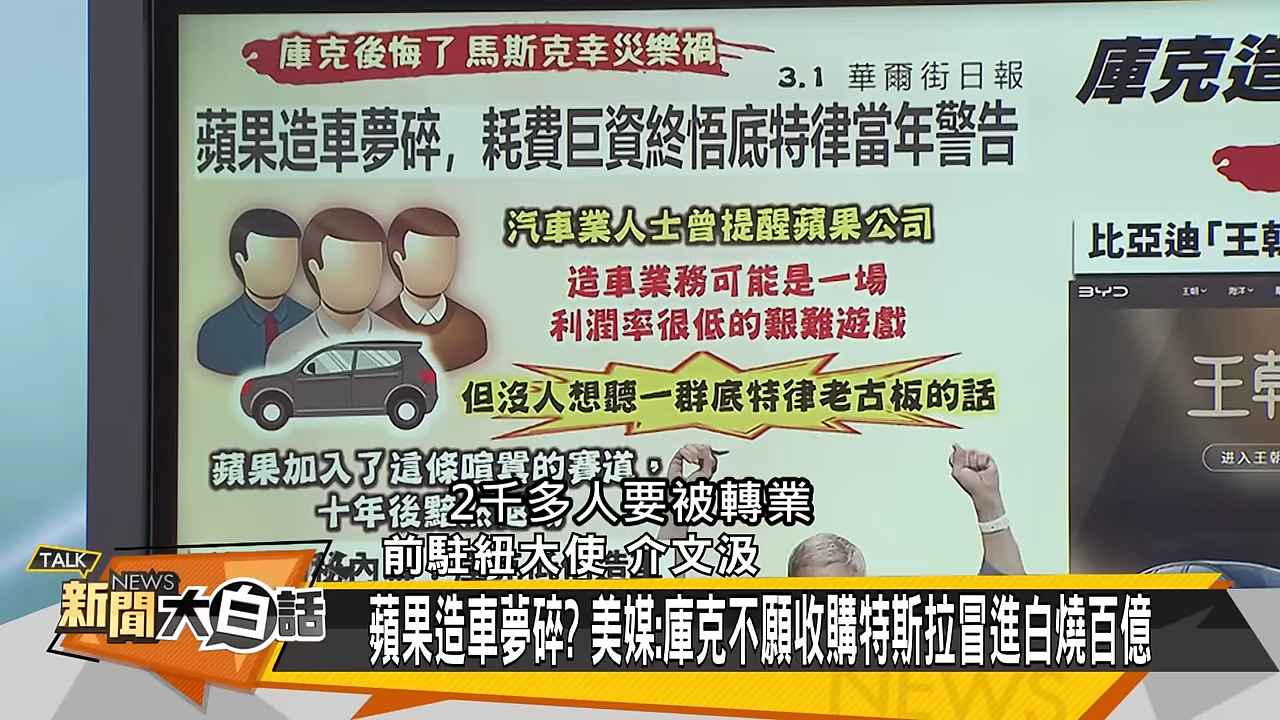 庫克後悔了 馬斯克幸災樂禍
3.1 華爾街日報
蘋果造車夢碎，耗費巨資終悟底特律當年警告
汽車業人士曾提醒蘋果公司
造車業務可能是一場
利潤率很低的艱難遊戲
但沒人想聽一群底特律老古板的話
蘋果加入了這條喧囂的賽道，
十年後黯
庫克造
比亞迪「王朝
BYD
王朝
海洋
王朝
進入王朝
2千多人要被轉業
前駐紐大使 介文汲
TALK
NEWS
新聞大白話
蘋果造車夢碎? 美媒:庫克不願收購特斯拉冒進白燒百億
NEWS